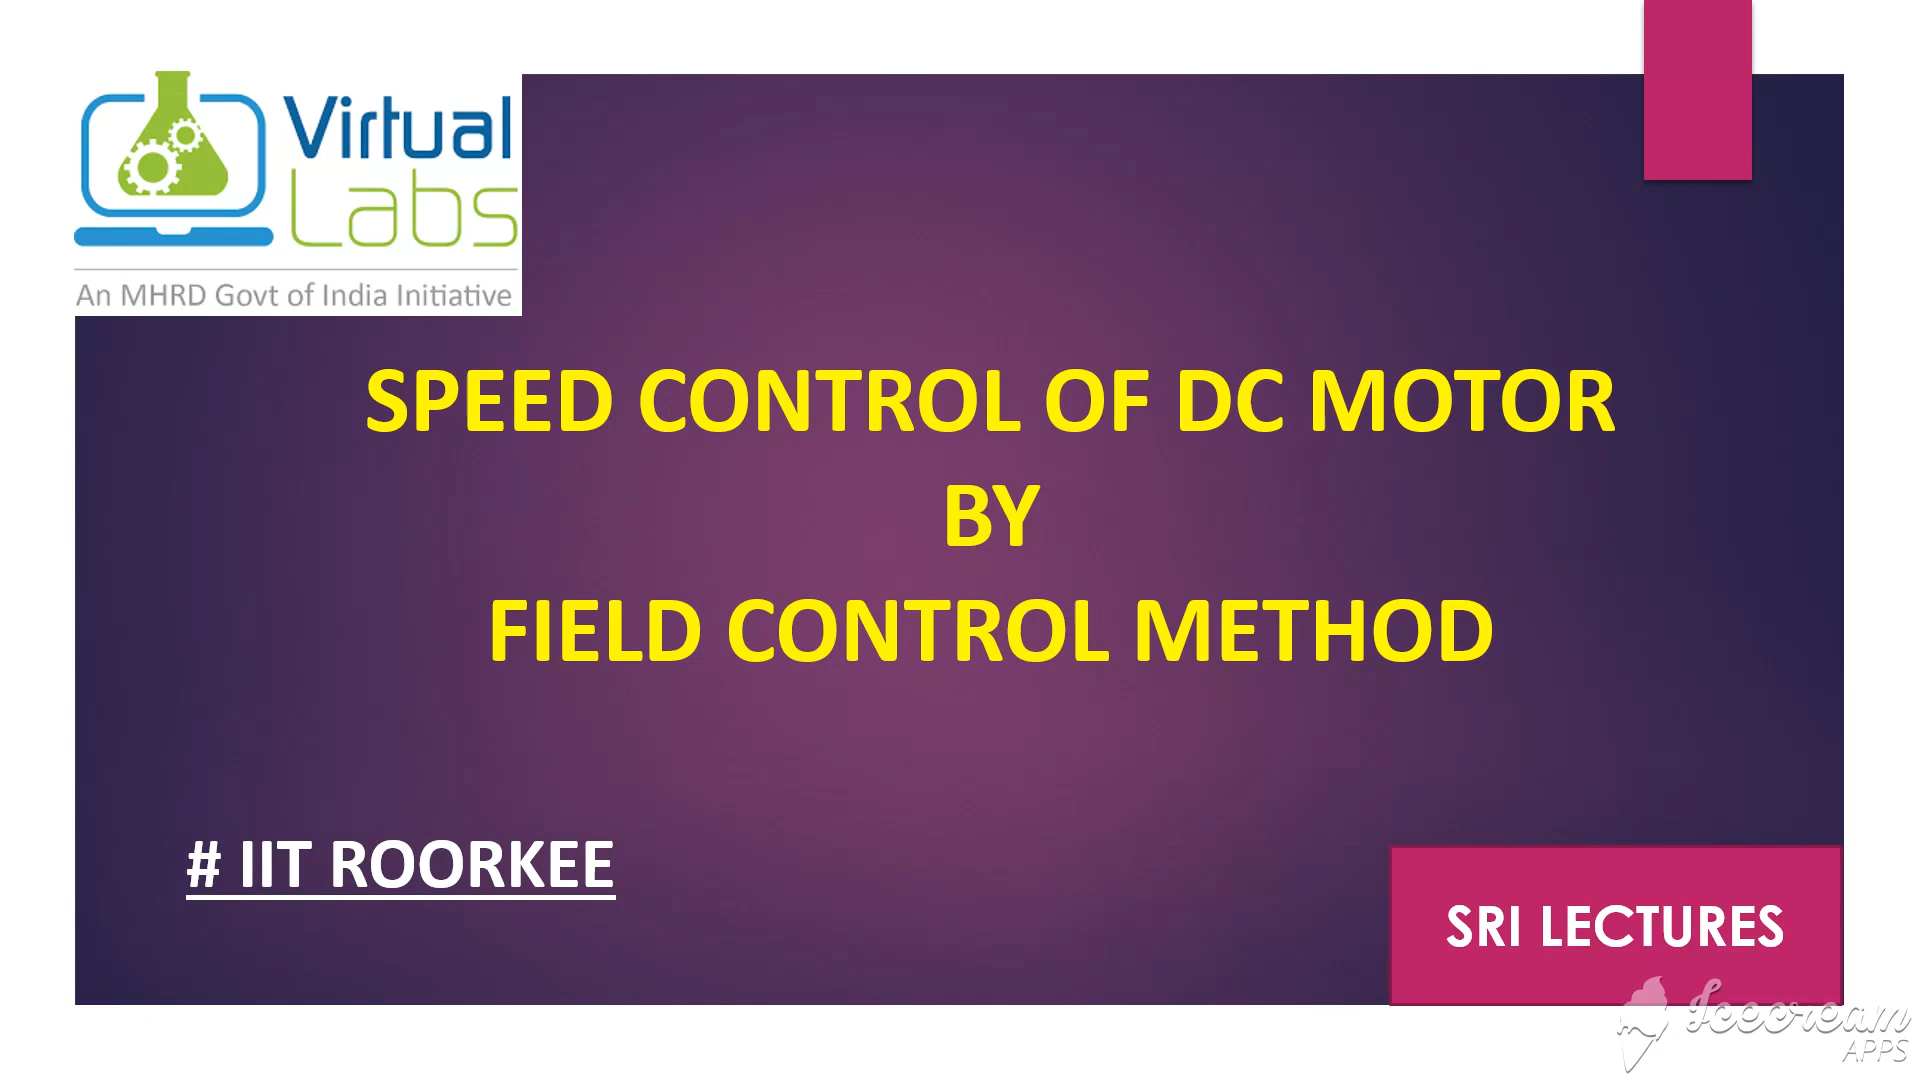 Virtual
Labs
An MHRD Govt of India Initiative
SPEED CONTROL OF DC MOTOR
BY
FIELD CONTROL METHOD
# IIT ROORKEE
SRI LECTURES
Icecream
APPS